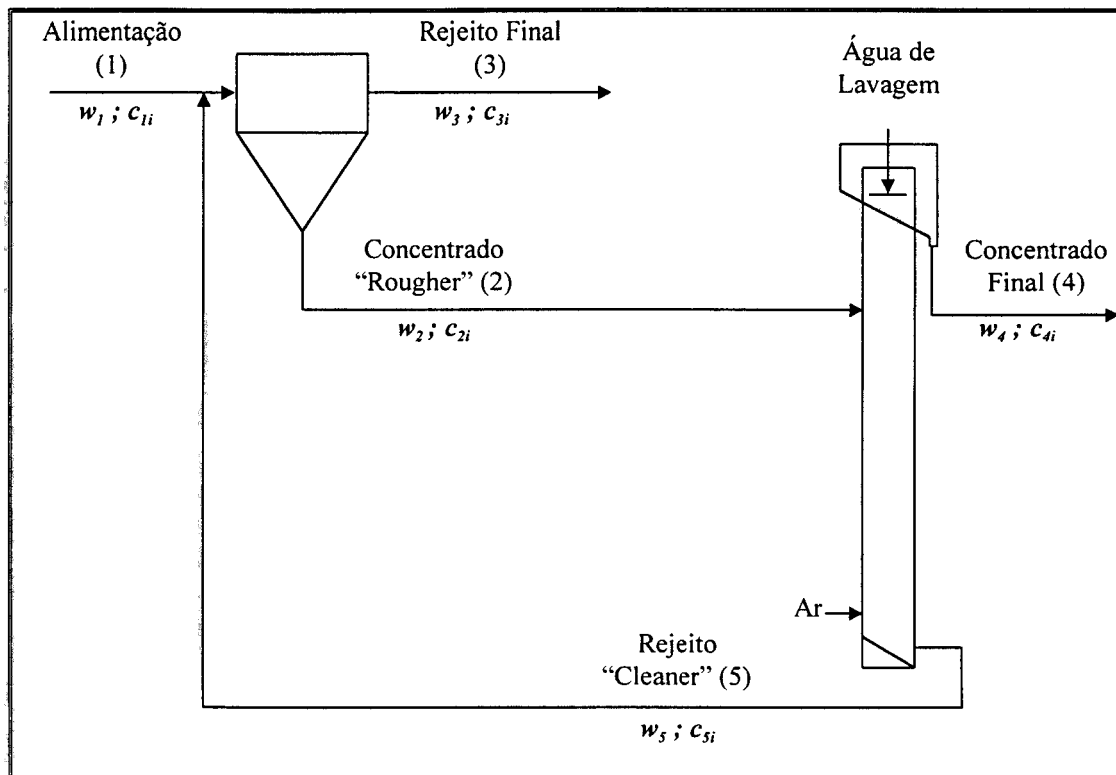 Alimentação
(1)
w₁ ; c₁ᵢ
Rejeito Final
(3)
w₃ ; c₃ᵢ
Água de
Lavagem
Concentrado
“Rougher” (2)
w₂ ; c₂ᵢ
Concentrado
Final (4)
w₄ ; c₄ᵢ
Ar
Rejeito
“Cleaner” (5)
w₅ ; c₅ᵢ